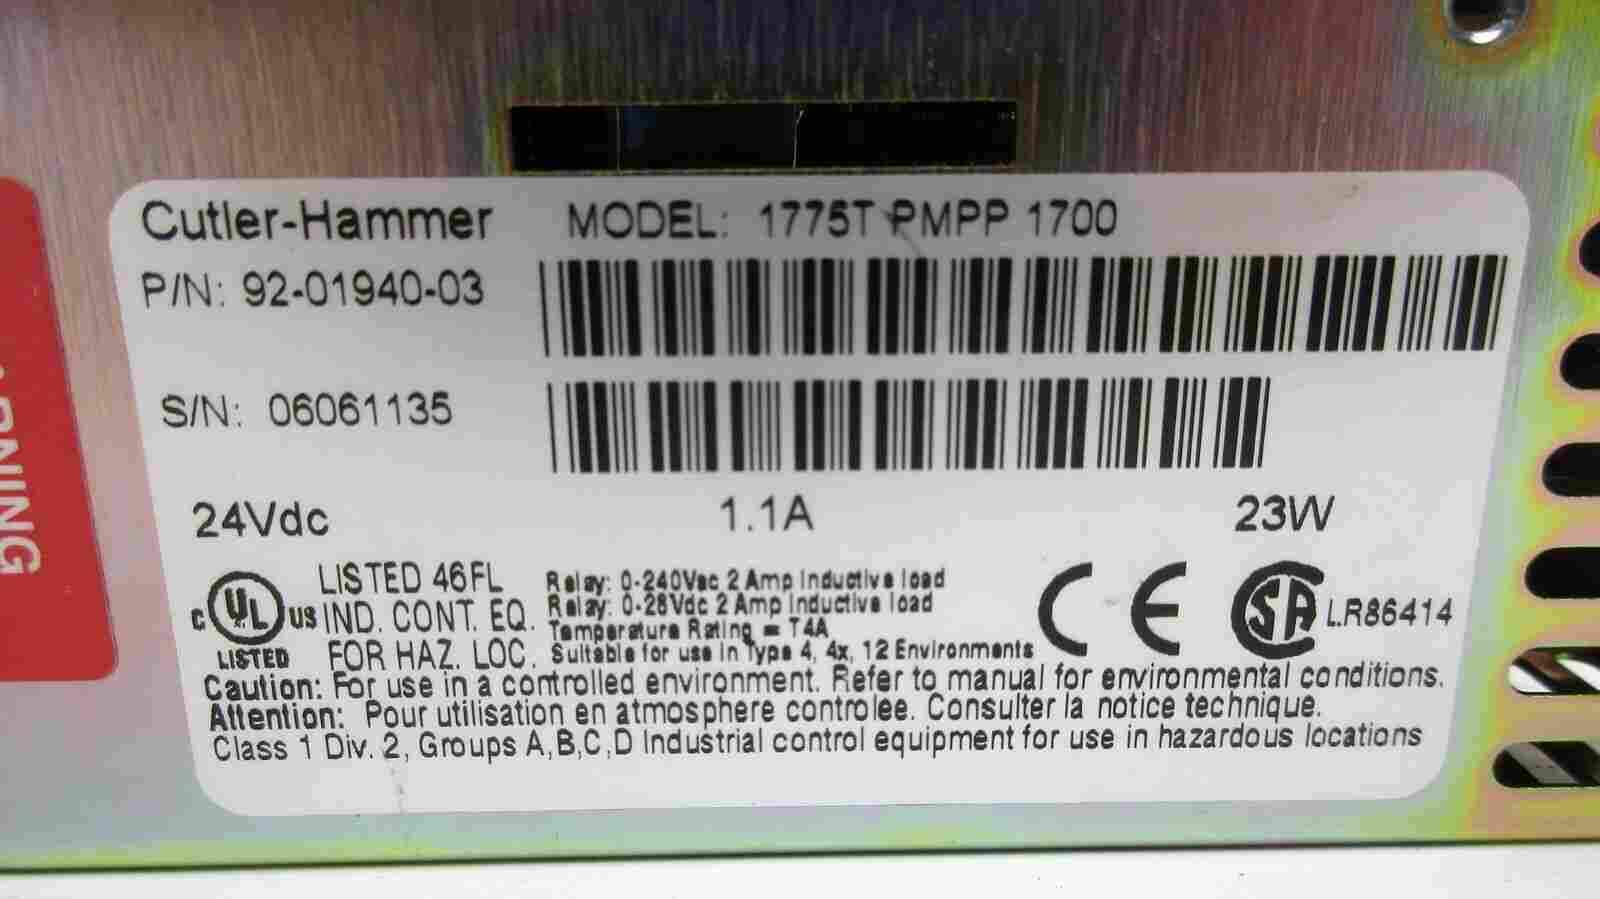 Cutler-Hammer MODEL: 1775T PMPP 1700
P/N: 92-01940-03
S/N: 06061135
24Vdc 1.1A 23W
C UL US LISTED
LISTED 46FL
IND. CONT. EQ.
FOR HAZ. LOC.
Relay: 0-240Vac 2 Amp Inductive load
Relay: 0-28Vdc 2 Amp Inductive load
Temperature Rating = T4A
Suitable for use in Type 4, 4x, 12 Environments
CE SA LR86414
Caution: For use in a controlled environment. Refer to manual for environmental conditions.
Attention: Pour utilisation en atmosphere controlee. Consulter la notice technique.
Class 1 Div. 2, Groups A,B,C,D Industrial control equipment for use in hazardous locations